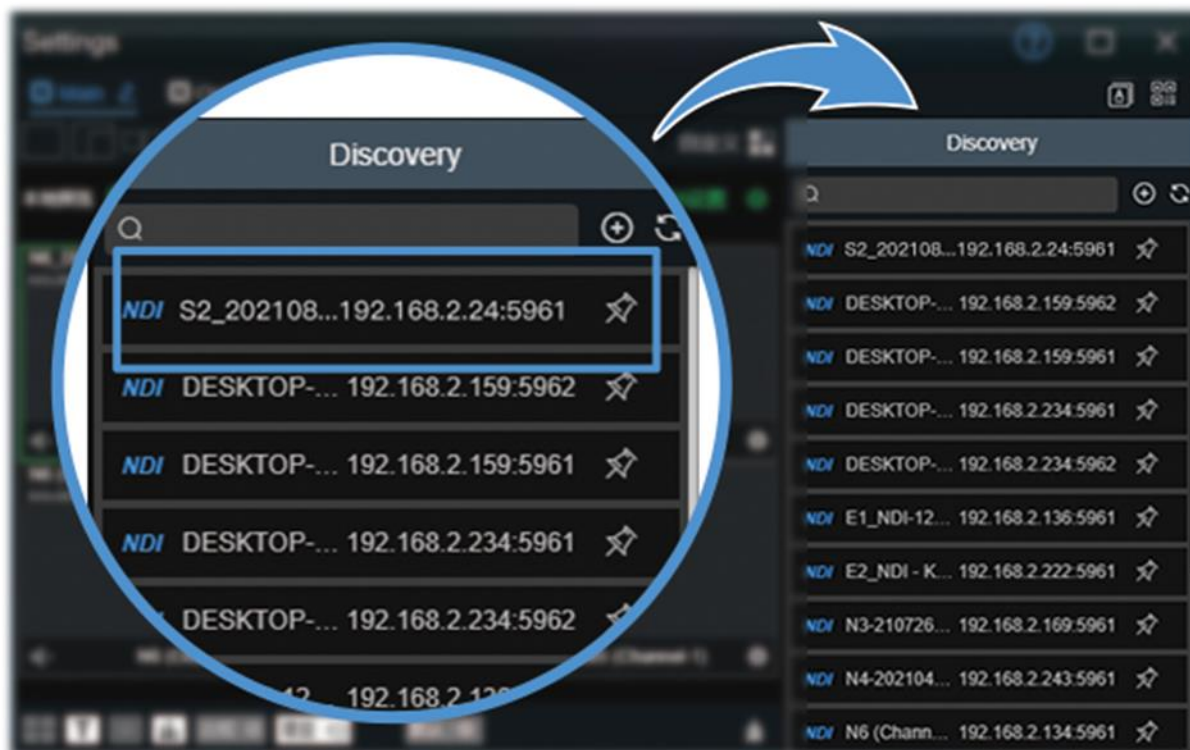 Settings
Main
Discovery
NDI S2_202108...192.168.2.24:5961
NDI DESKTOP-... 192.168.2.159:5962
NDI DESKTOP-... 192.168.2.159:5961
NDI DESKTOP-... 192.168.2.234:5961
DESKTOP-... 192.168.2.234:5962
Discovery
NDI S2_202108...192.168.2.24:5961
NDI DESKTOP-... 192.168.2.159:5962
NDI DESKTOP-... 192.168.2.159:5961
NDI DESKTOP-... 192.168.2.234:5961
NDI DESKTOP-... 192.168.2.234:5962
NDI E1_NDI-12... 192.168.2.136:5961
NDI E2_NDI - K... 192.168.2.222:5961
NDI N3-210726... 192.168.2.169:5961
NDI N4-202104... 192.168.2.243:5961
NDI N6 (Chann... 192.168.2.134:5961